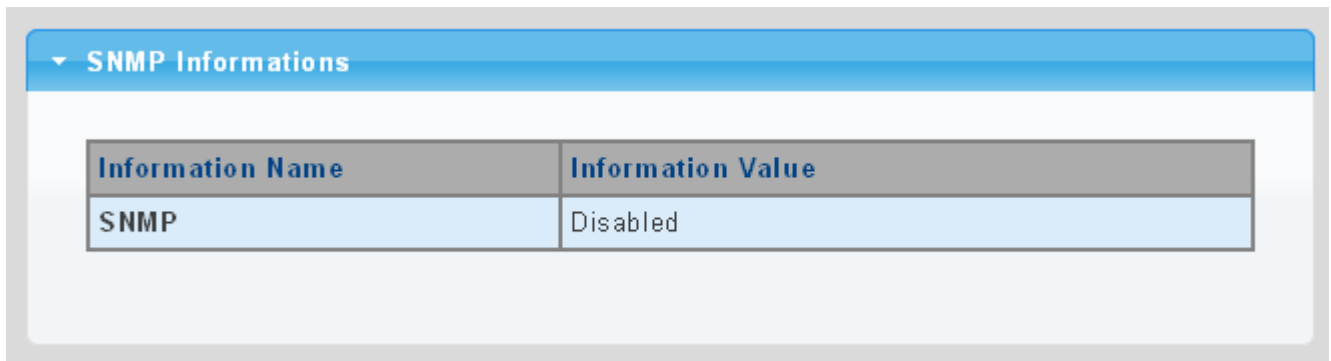 SNMP Informations
Information Name Information Value
SNMP Disabled